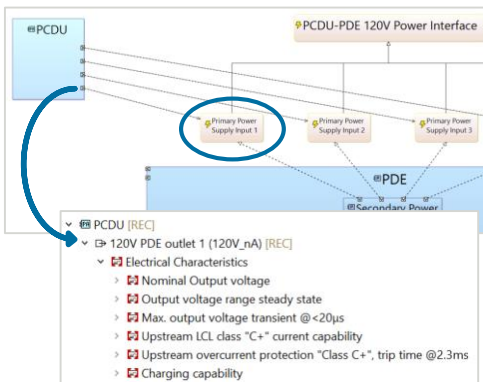 PCDU
PCDU-PDE 120V Power Interface
Primary Power
Supply Input 1
Primary Power
Supply Input 2
Primary Power
Supply Input 3
PDE
Secondary Power
PCDU [REC]
120V PDE outlet 1 (120V_nA) [REC]
Electrical Characteristics
Nominal Output voltage
Output voltage range steady state
Max. output voltage transient @<20µs
Upstream LCL class "C+" current capability
Upstream overcurrent protection "Class C+", trip time @2.3ms
Charging capability